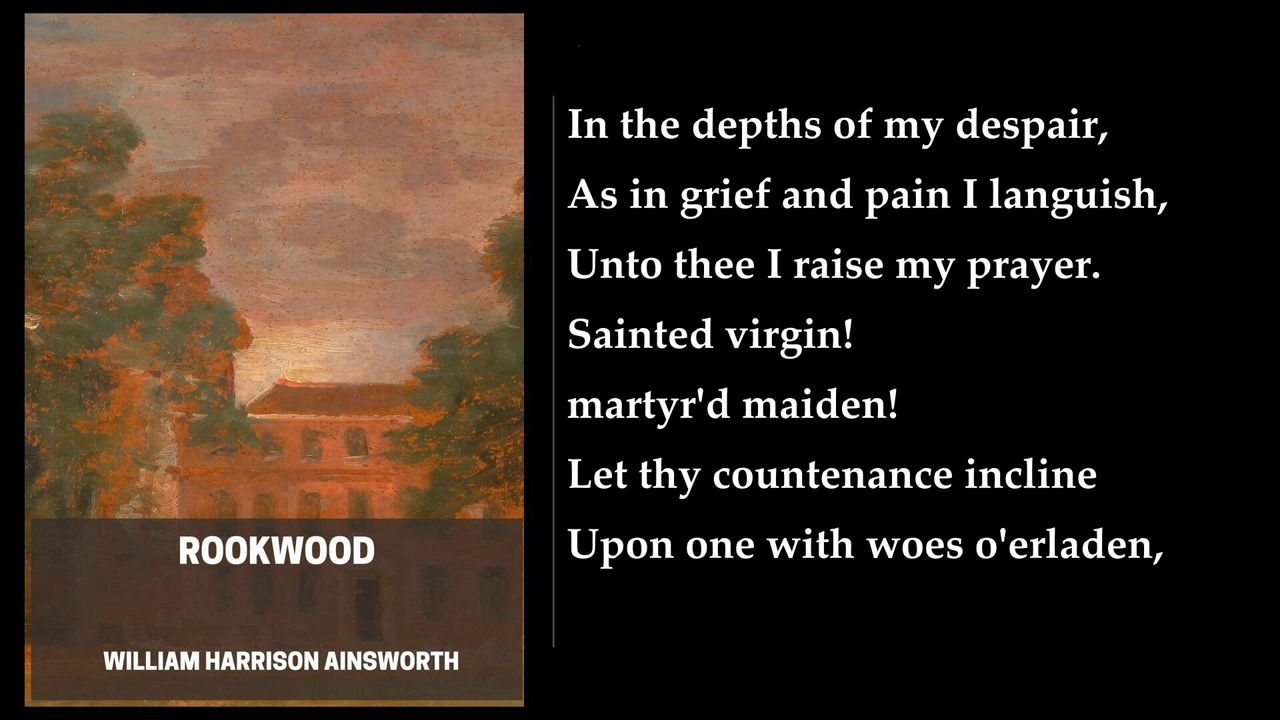 ROOKWOOD
WILLIAM HARRISON AINSWORTH
In the depths of my despair,
As in grief and pain I languish,
Unto thee I raise my prayer.
Sainted virgin!
martyr'd maiden!
Let thy countenance incline
Upon one with woes o'erladen,